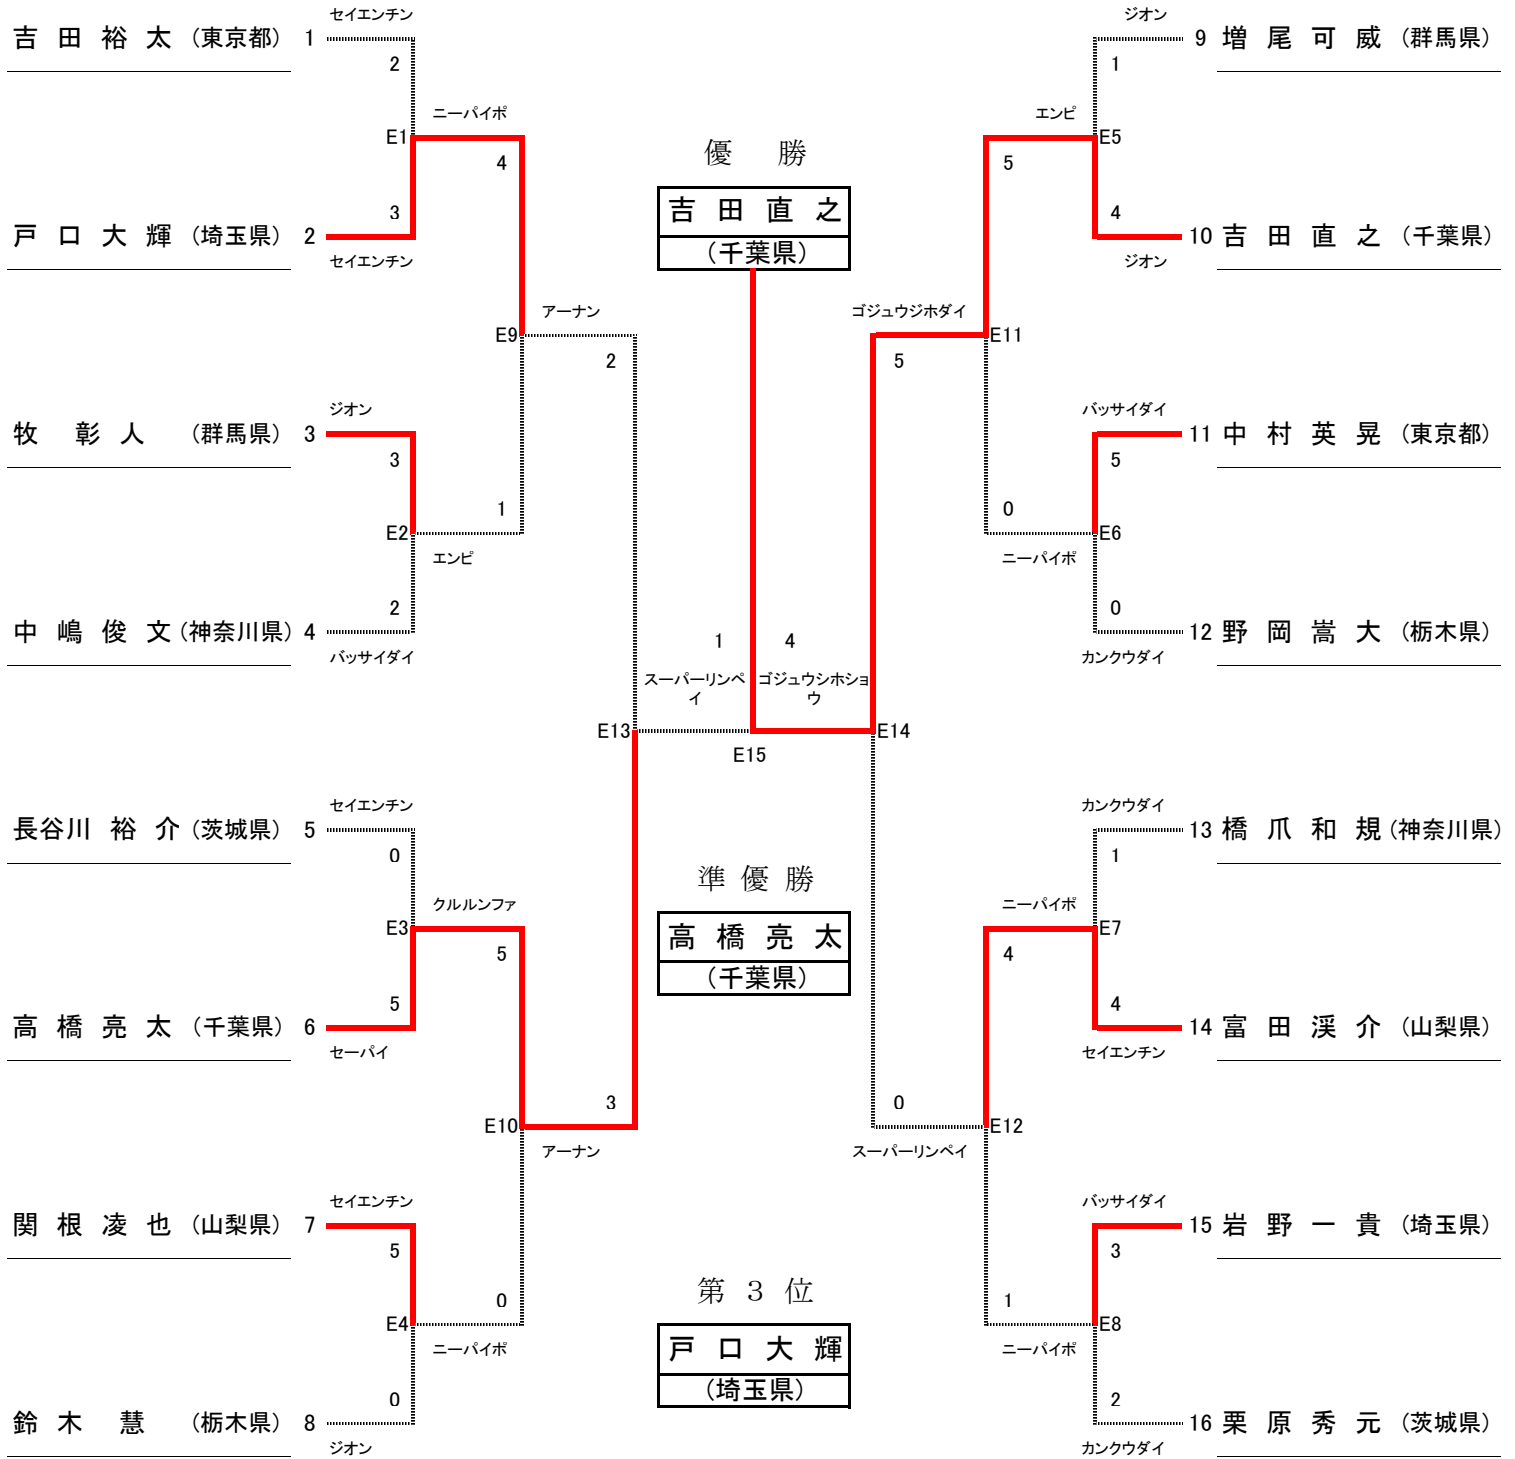 セイエンチン
吉田裕太 (東京都) 1
2
E1
ニーパイポ
4
3
戸口大輝 (埼玉県) 2
セイエンチン
E9
アーナン
2
ジオン
牧 彰人 (群馬県) 3
3
E2
1
エンピ
2
中嶋俊文 (神奈川県) 4
バッサイダイ
E13
スーパーリンペイ
1
セイエンチン
長谷川裕介 (茨城県) 5
0
E3
クルルンファ
5
5
高橋亮太 (千葉県) 6
セーパイ
E10
3
アーナン
セイエンチン
関根凌也 (山梨県) 7
5
E4
0
ニーパイポ
0
鈴木 慧 (栃木県) 8
ジオン
優 勝
吉田直之
(千葉県)
E15
準優勝
高橋亮太
(千葉県)
第3位
戸口大輝
(埼玉県)
ジオン
9 増尾可威 (群馬県)
1
エンピ
E5
5
4
10 吉田直之 (千葉県)
ジオン
ゴジュウジホダイ
E11
5
バッサイダイ
11 中村英晃 (東京都)
5
0
E6
ニーパイポ
0
12 野岡嵩大 (栃木県)
カンクウダイ
4
ゴジュウシホショウ
E14
カンクウダイ
13 橋爪和規 (神奈川県)
1
ニーパイポ
E7
4
4
14 富田渓介 (山梨県)
セイエンチン
0
E12
スーパーリンペイ
バッサイダイ
15 岩野一貴 (埼玉県)
3
1
E8
ニーパイポ
2
16 栗原秀元 (茨城県)
カンクウダイ